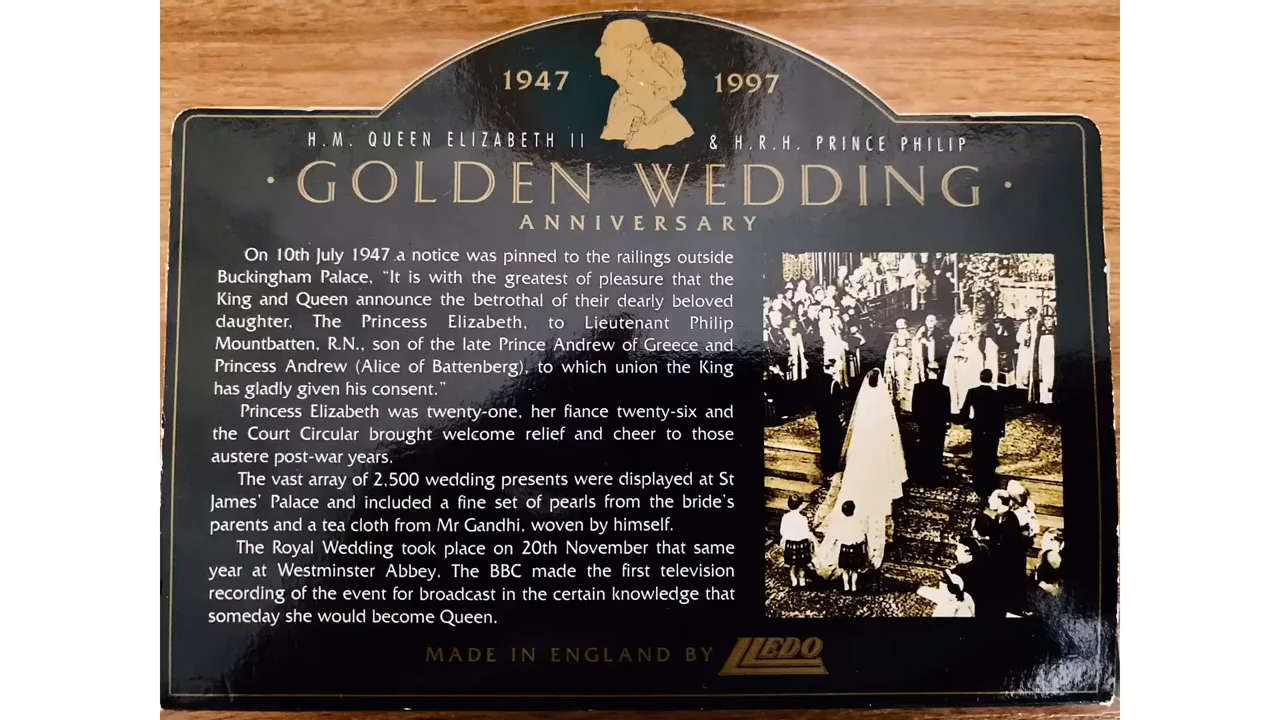 1947 1997
H.M. QUEEN ELIZABETH II & H.R.H. PRINCE PHILIP
· GOLDEN WEDDING ·
ANNIVERSARY
On 10th July 1947 a notice was pinned to the railings outside
Buckingham Palace, “It is with the greatest of pleasure that the
King and Queen announce the betrothal of their dearly beloved
daughter, The Princess Elizabeth, to Lieutenant Philip
Mountbatten, R.N., son of the late Prince Andrew of Greece and
Princess Andrew (Alice of Battenberg), to which union the King
has gladly given his consent.”
Princess Elizabeth was twenty-one, her fiance twenty-six and
the Court Circular brought welcome relief and cheer to those
austere post-war years.
The vast array of 2,500 wedding presents were displayed at St
James’ Palace and included a fine set of pearls from the bride’s
parents and a tea cloth from Mr Gandhi, woven by himself.
The Royal Wedding took place on 20th November that same
year at Westminster Abbey. The BBC made the first television
recording of the event for broadcast in the certain knowledge that
someday she would become Queen.
MADE IN ENGLAND BY LLEDO